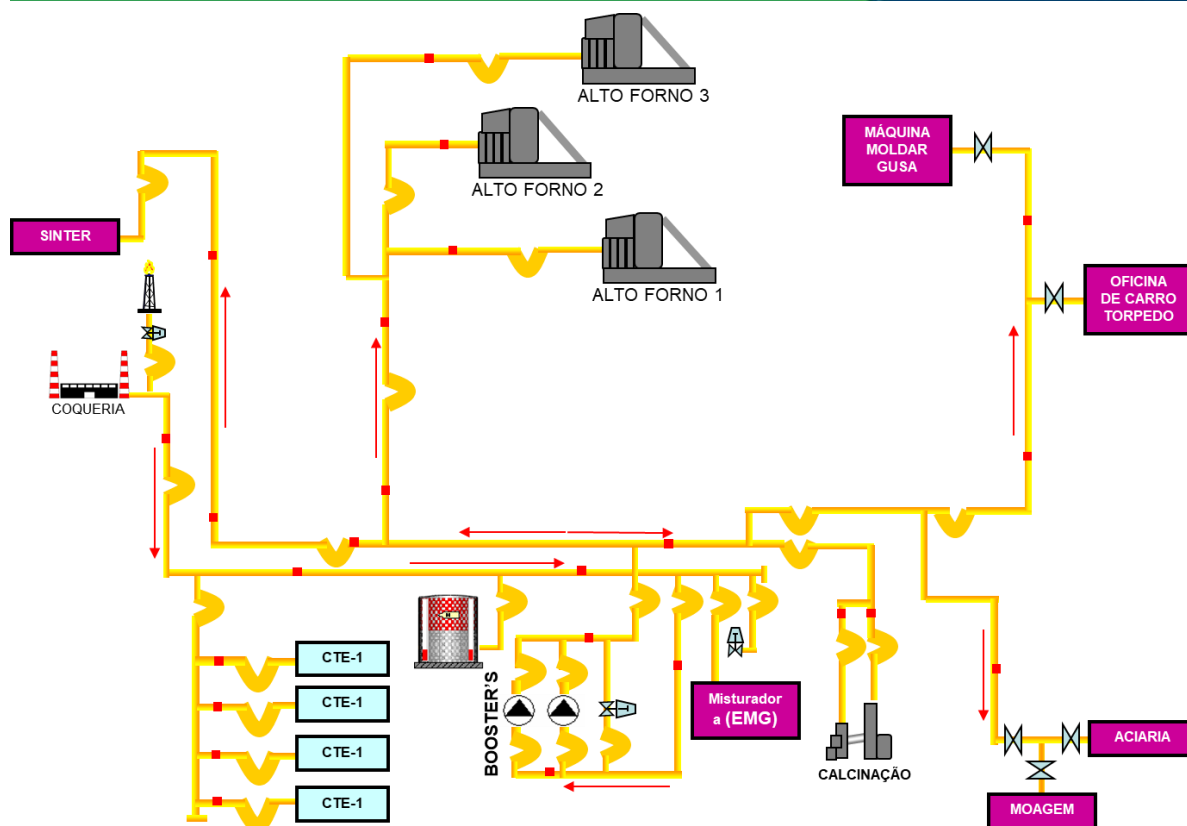 ALTO FORNO 3
ALTO FORNO 2
ALTO FORNO 1
MÁQUINA
MOLDAR
GUSA
SINTER
OFICINA
DE CARRO
TORPEDO
COQUERIA
CTE-1
CTE-1
CTE-1
CTE-1
BOOSTER'S
Misturador
a (EMG)
CALCINAÇÃO
ACIARIA
MOAGEM